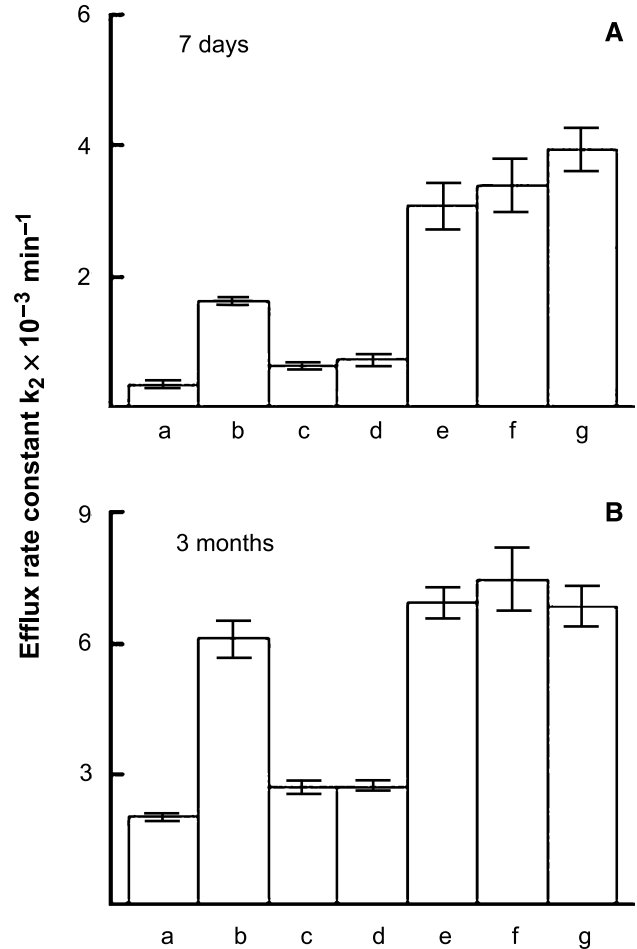 Efflux rate constant k₂ × 10⁻³ min⁻¹
6
A
7 days
4
2
a b c d e f g
9
B
3 months
6
3
a b c d e f g